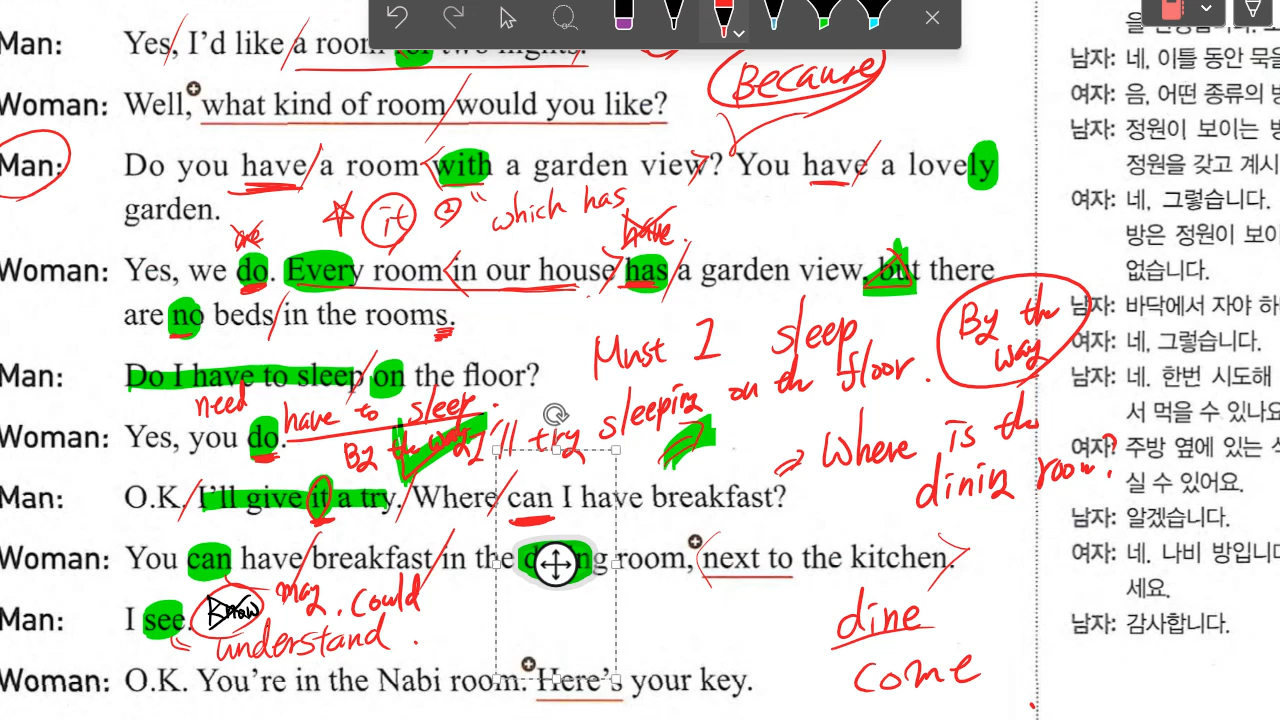 Man: Yes, I'd like a room for two nights.
Because
Woman: Well, what kind of room would you like?
Man: Do you have a room with a garden view? You have a lovely
garden.
it ② " which has
are have.
Woman: Yes, we do. Every room in our house has a garden view, but there
are no beds in the rooms.
Must I sleep
on the floor.
By the
way
Man: Do I have to sleep on the floor?
need have to sleep.
Woman: Yes, you do.
By the way I'll try sleeping
Where is the
dining room?
Man: O.K. I'll give it a try. Where can I have breakfast?
Woman: You can have breakfast in the dining room, next to the kitchen.
may. could
Man: I see. know
understand.
dine
come
Woman: O.K. You're in the Nabi room. Here's your key.
남자: 네, 이틀 동안 묵을
여자: 음, 어떤 종류의 방
남자: 정원이 보이는 방
정원을 갖고 계시
여자: 네, 그렇습니다.
방은 정원이 보이
없습니다.
남자: 바닥에서 자야 하
여자: 네, 그렇습니다.
남자: 네. 한번 시도해
서 먹을 수 있나요
여자: 주방 옆에 있는 식
실 수 있어요.
남자: 알겠습니다.
여자: 네. 나비 방입니다
세요.
남자: 감사합니다.